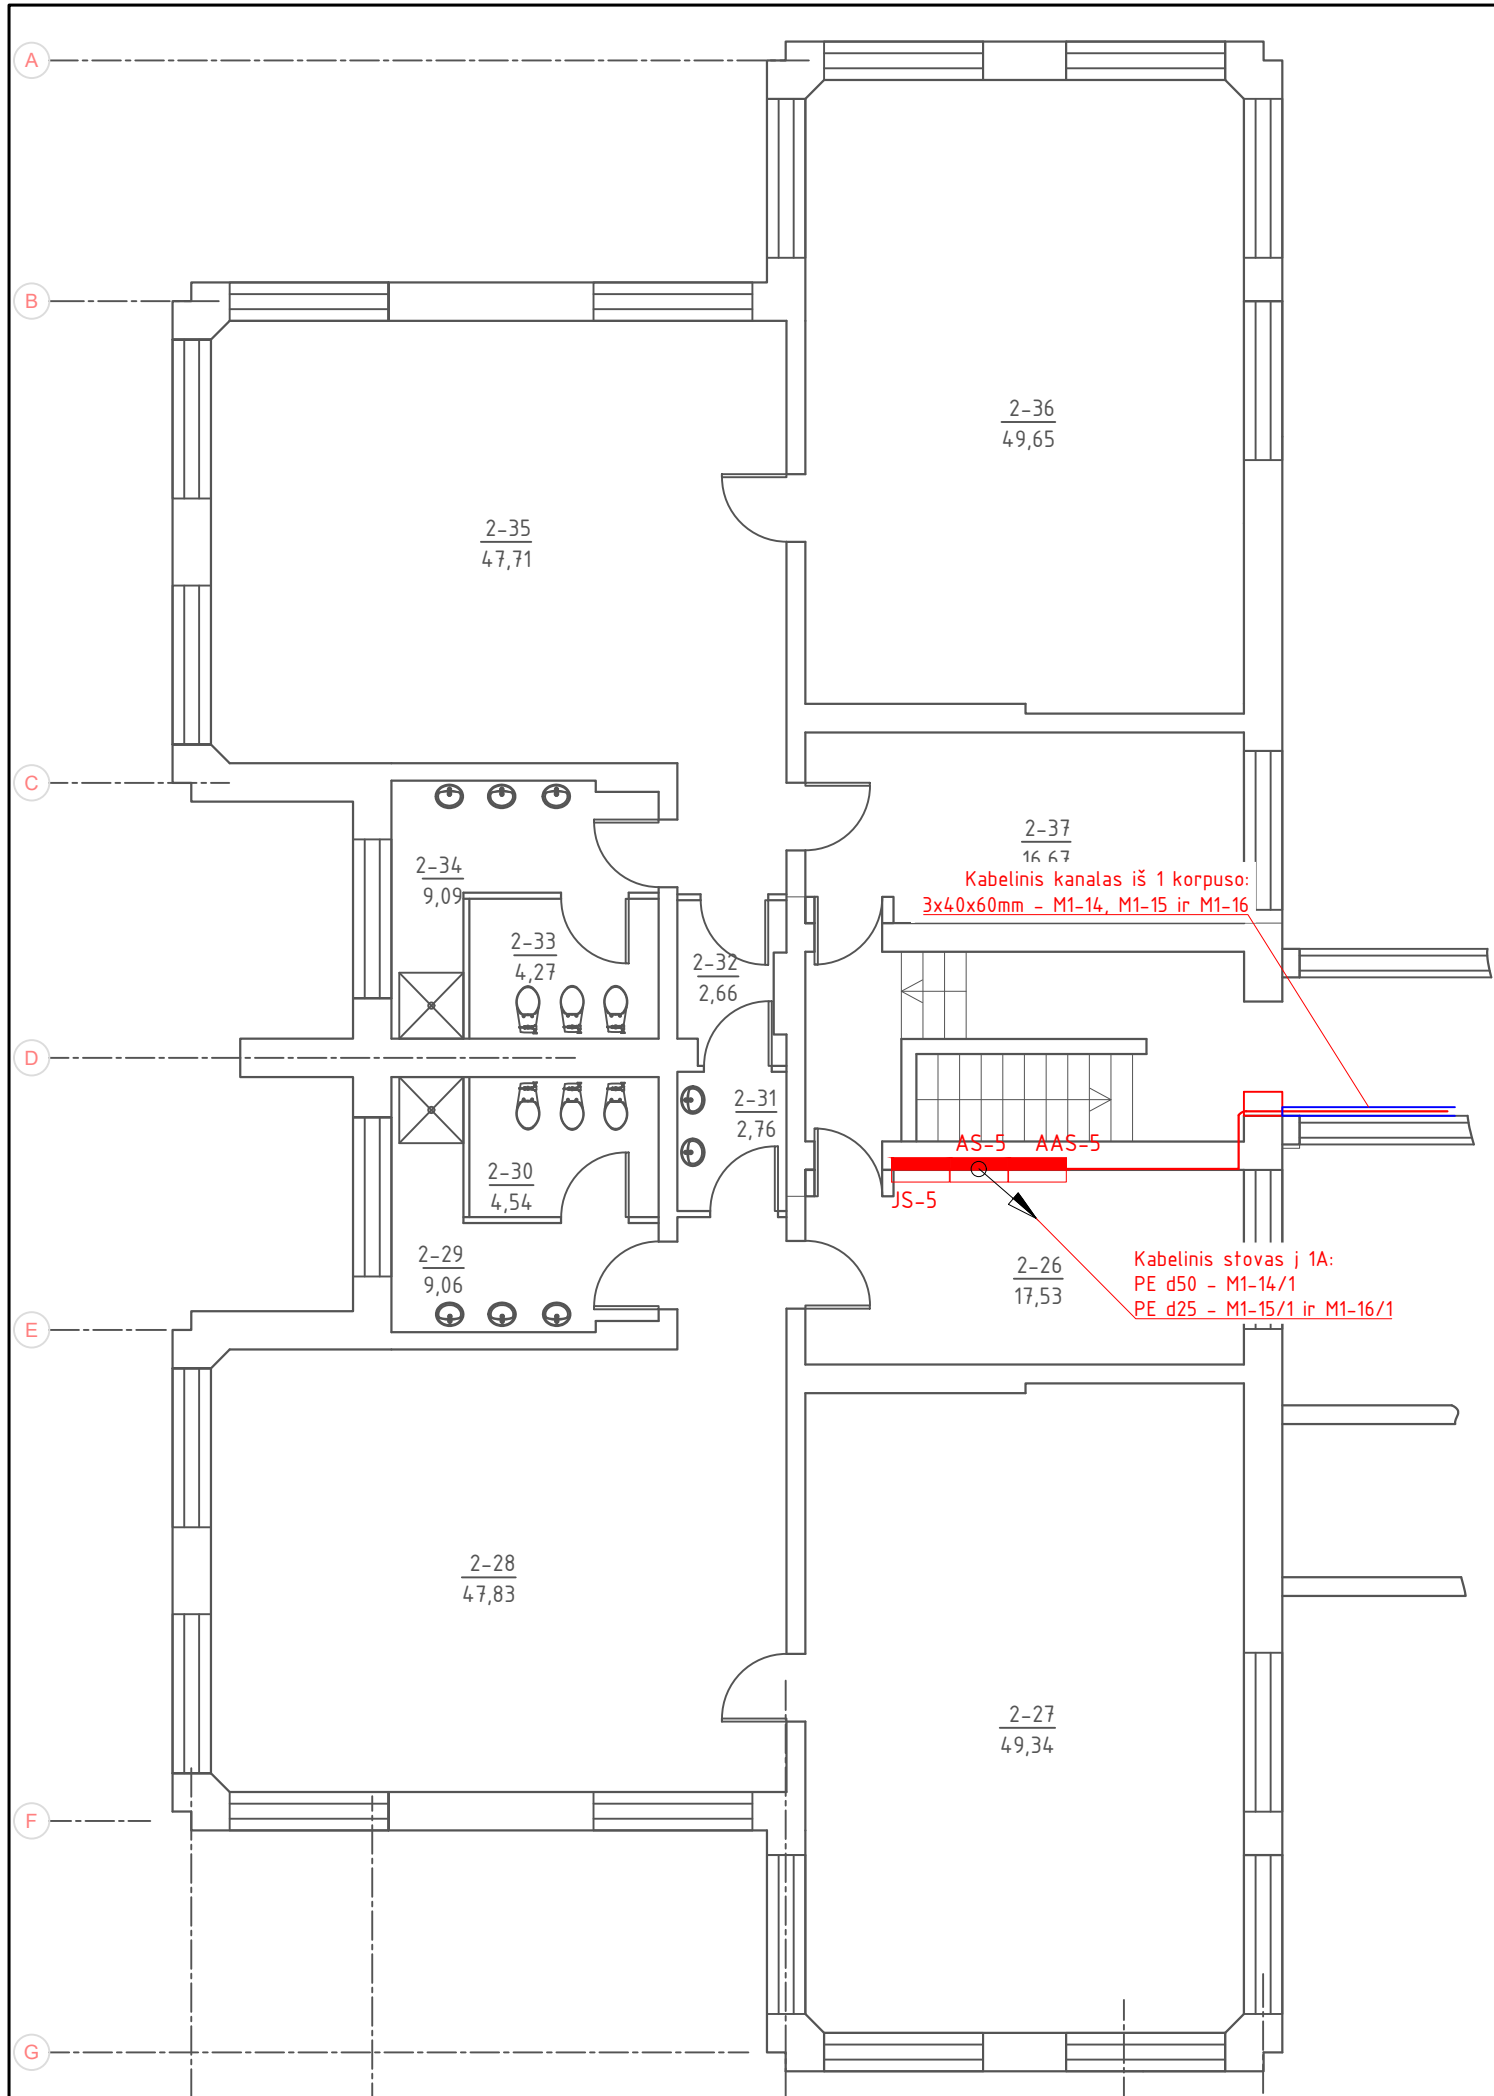 A
B
2-36
49,65
2-35
47,71
C
2-37
16,67
2-34
9,09
Kabelinis kanalas iš 1 korpuso:
3x40x60mm - M1-14, M1-15 ir M1-16
2-33
4,27
2-32
2,66
D
2-31
2,76
AS-5 AAS-5
2-30
4,54
JS-5
2-29
9,06
2-26
17,53
Kabelinis stovas į 1A:
PE d50 - M1-14/1
PE d25 - M1-15/1 ir M1-16/1
E
2-28
47,83
2-27
49,34
F
G